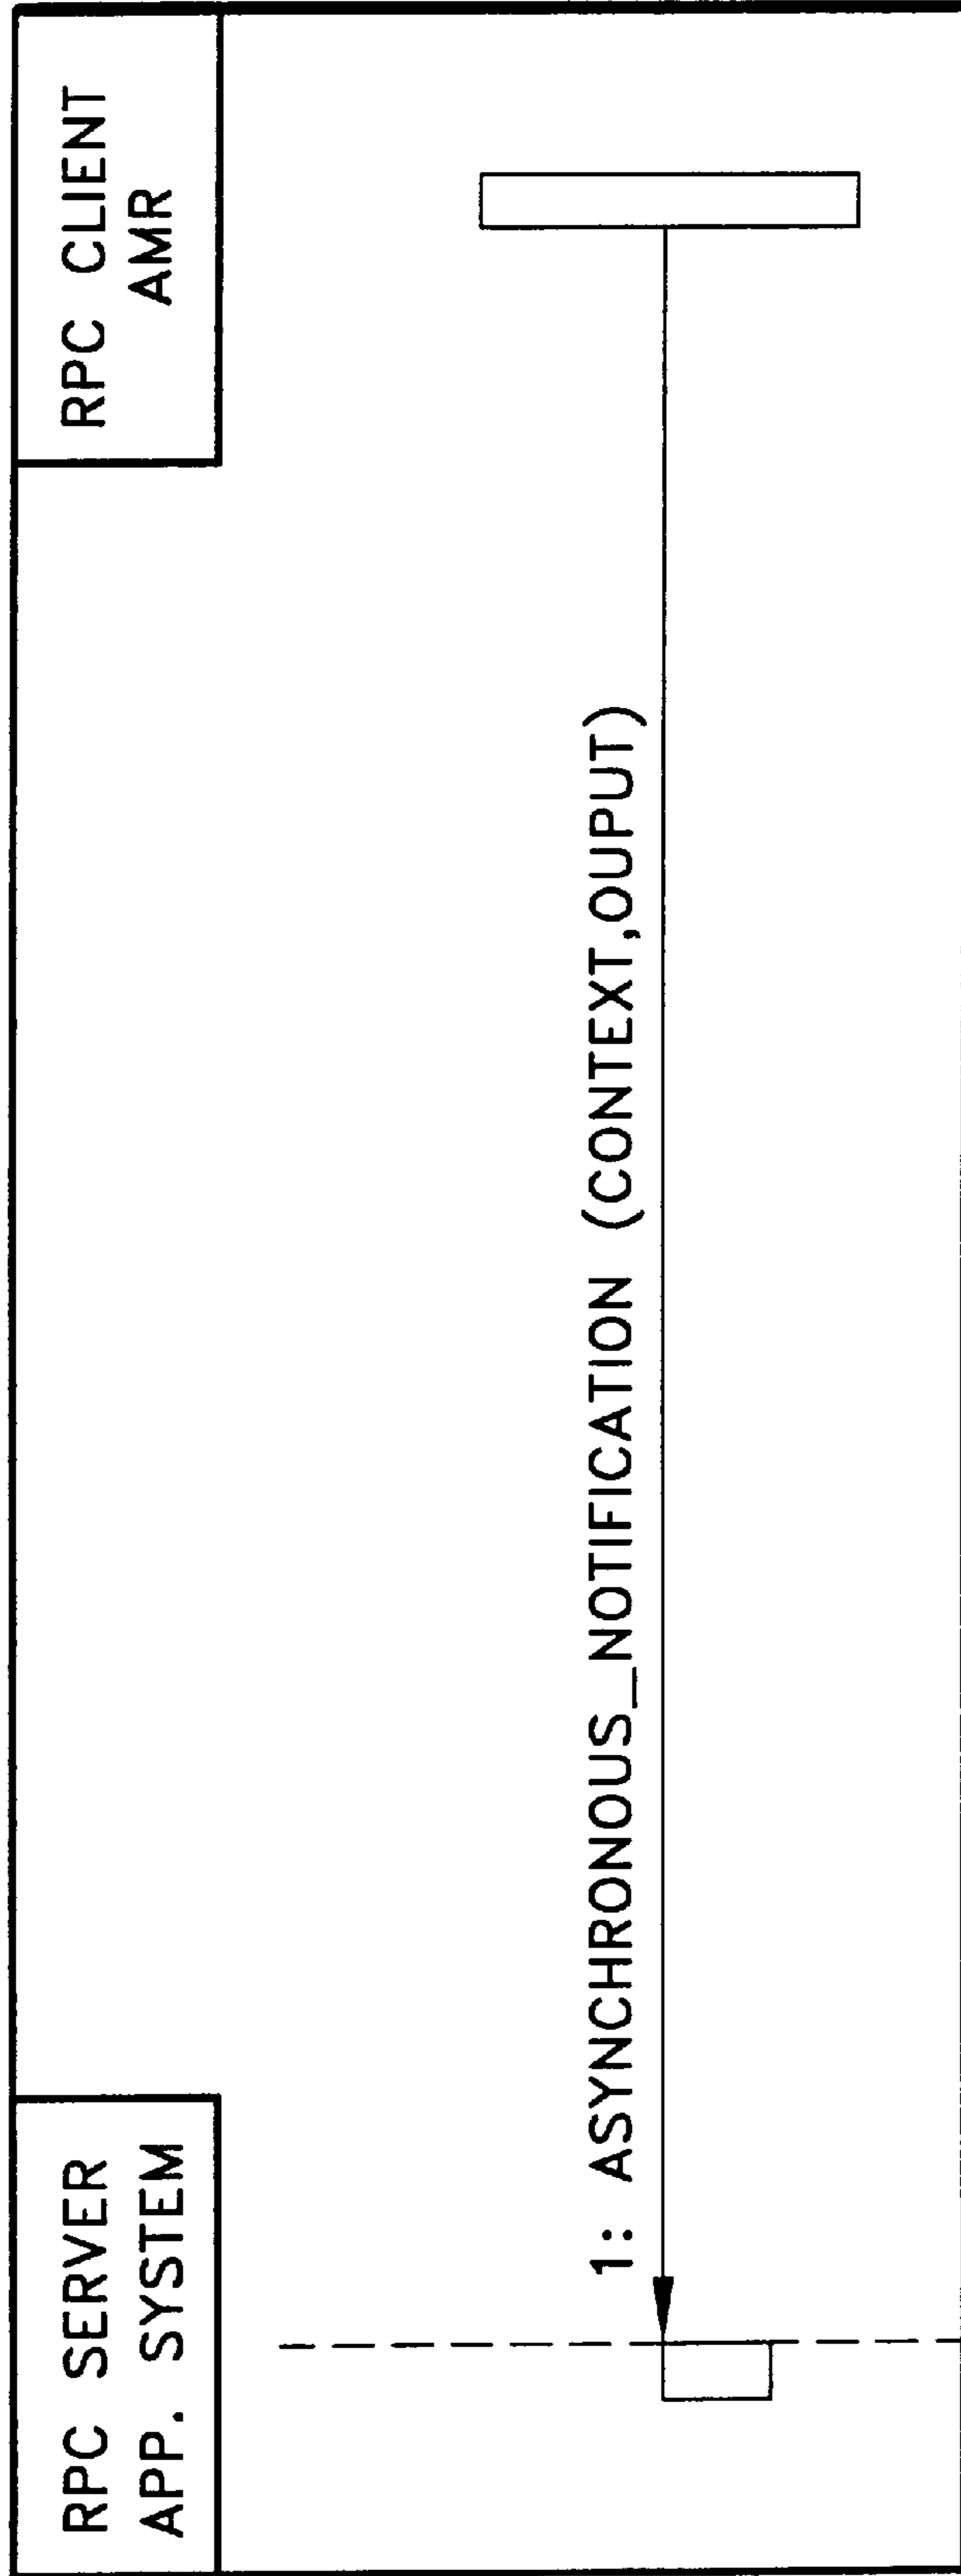 RPC SERVER
APP. SYSTEM
RPC CLIENT
AMR
1: ASYNCHRONOUS_NOTIFICATION (CONTEXT,OUPUT)